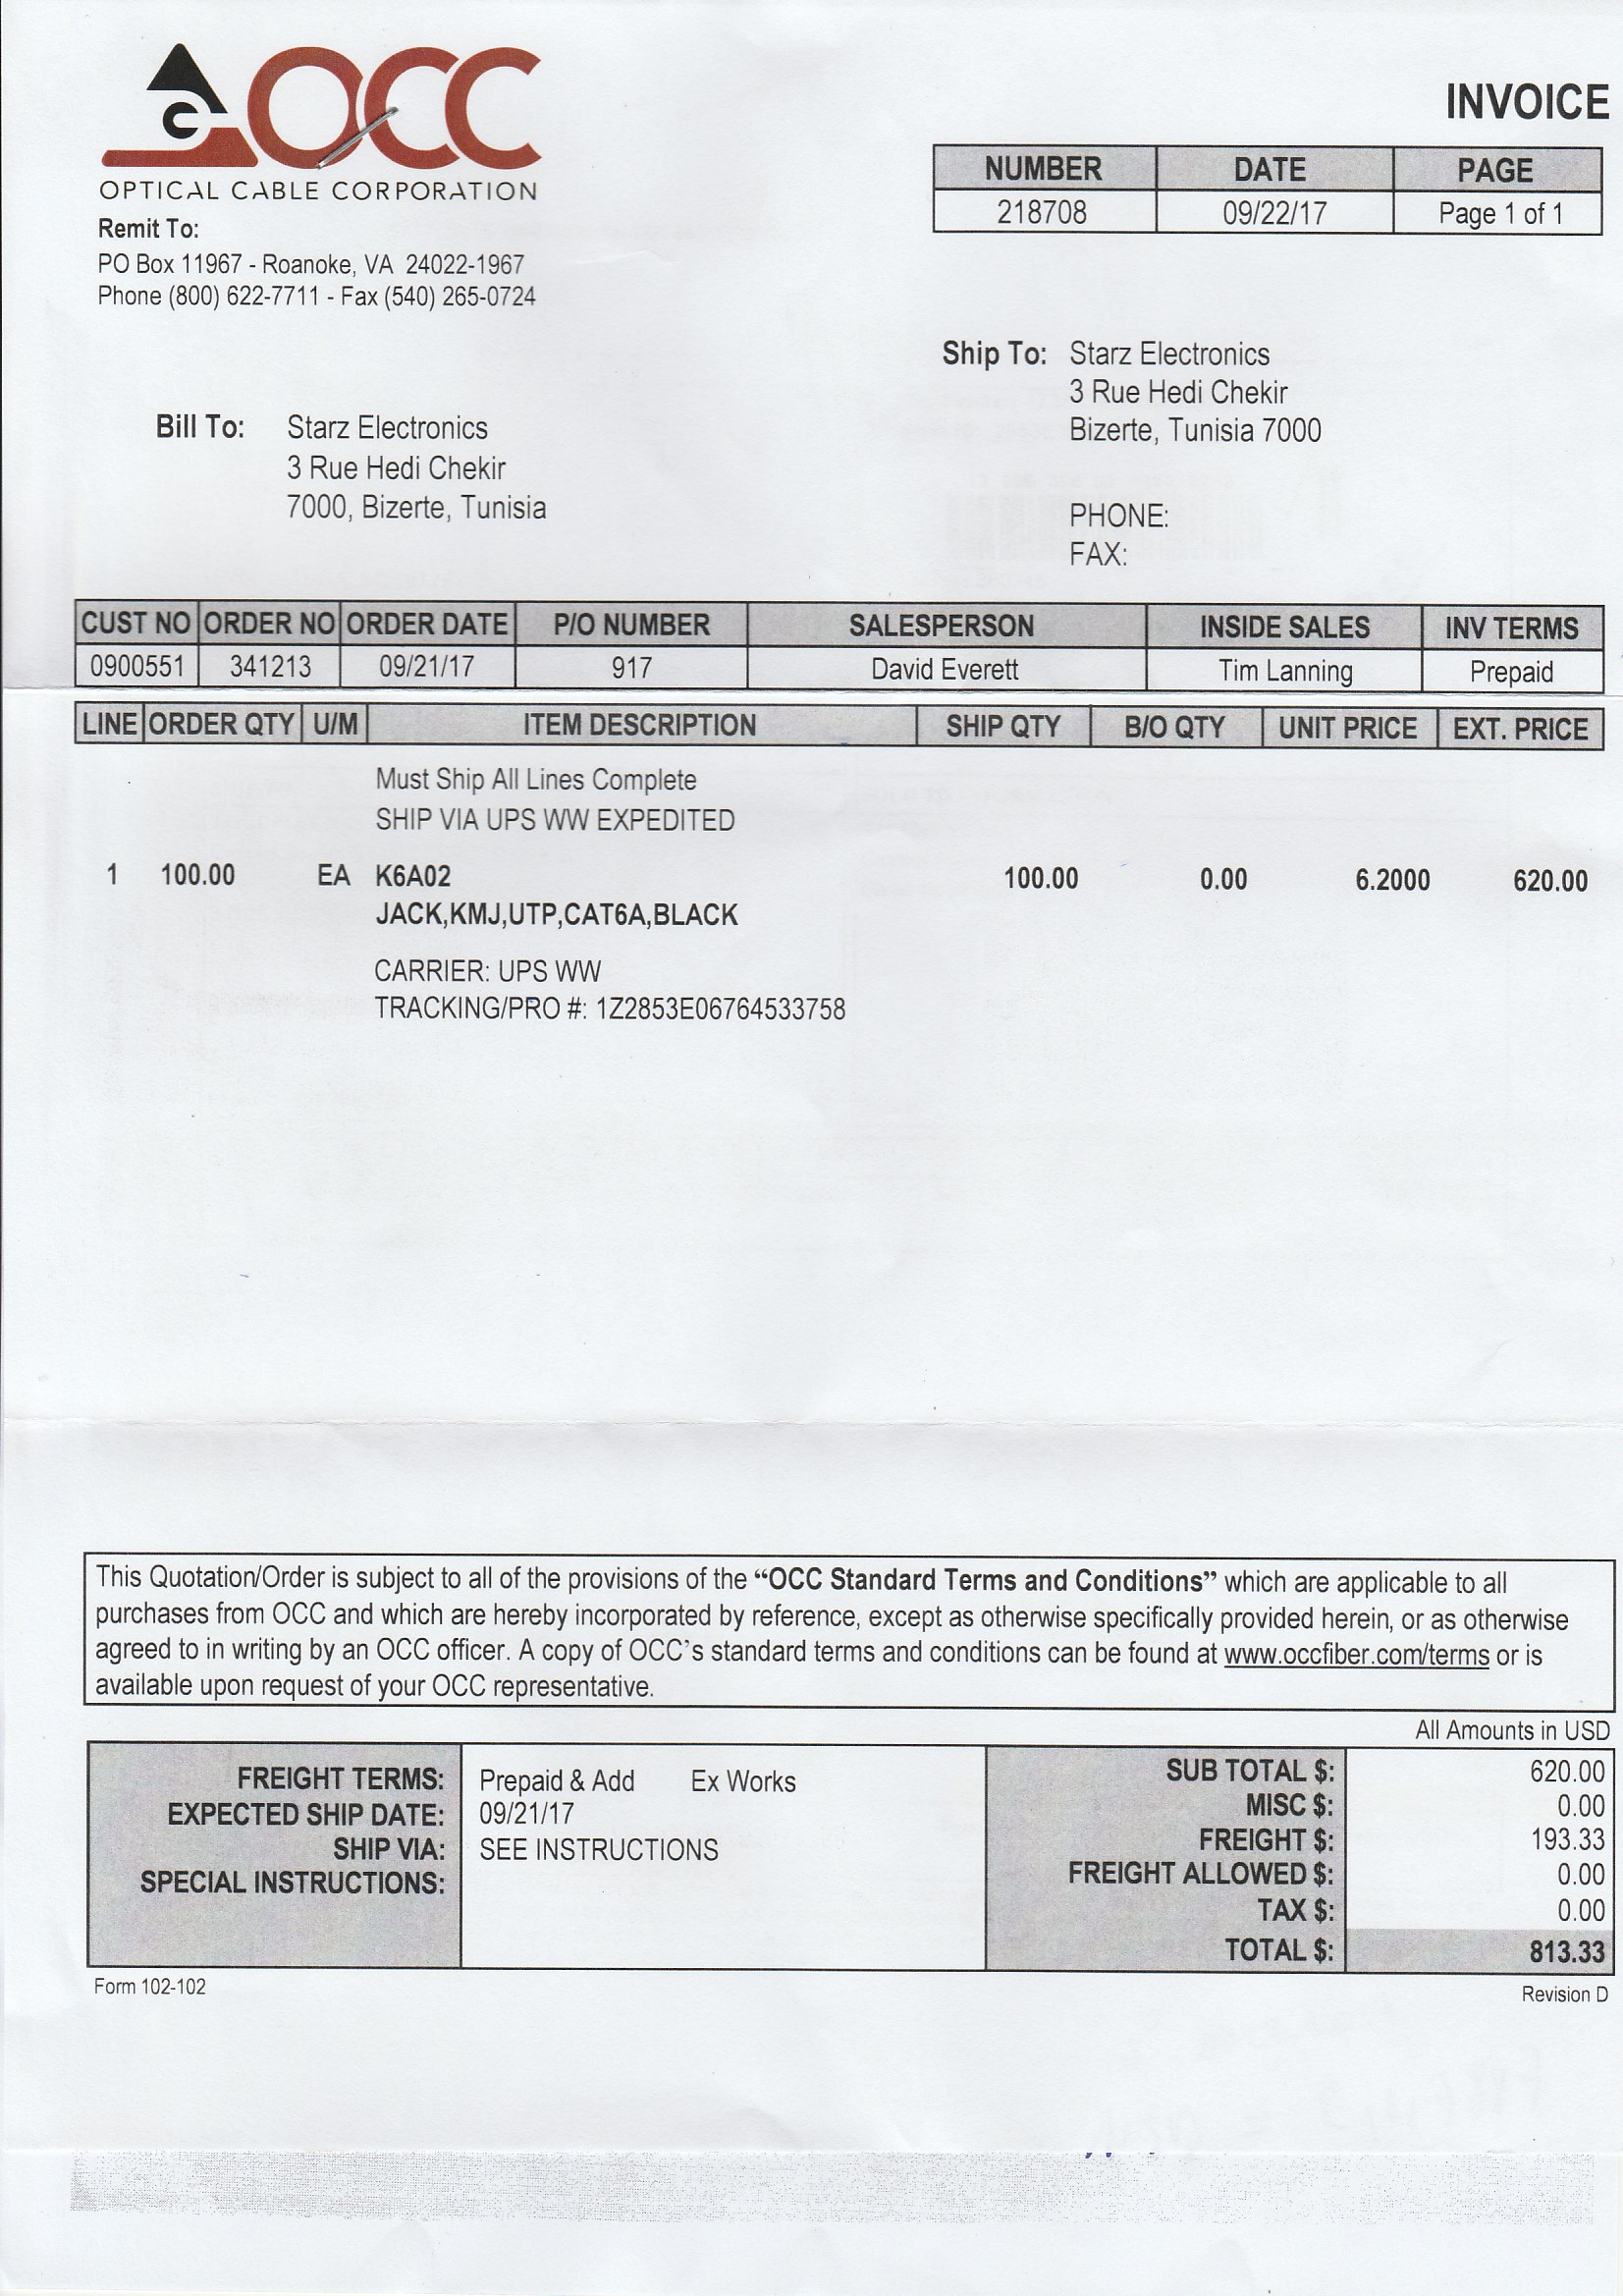 OCC
OPTICAL CABLE CORPORATION
INVOICE
NUMBER DATE PAGE
218708 09/22/17 Page 1 of 1
Remit To:
PO Box 11967 - Roanoke, VA 24022-1967
Phone (800) 622-7711 - Fax (540) 265-0724
Ship To: Starz Electronics
3 Rue Hedi Chekir
Bizerte, Tunisia 7000
PHONE:
FAX:
Bill To: Starz Electronics
3 Rue Hedi Chekir
7000, Bizerte, Tunisia
CUST NO ORDER NO ORDER DATE P/O NUMBER SALESPERSON INSIDE SALES INV TERMS
0900551 341213 09/21/17 917 David Everett Tim Lanning Prepaid
LINE ORDER QTY U/M ITEM DESCRIPTION SHIP QTY B/O QTY UNIT PRICE EXT. PRICE
Must Ship All Lines Complete
SHIP VIA UPS WW EXPEDITED
1 100.00 EA K6A02 100.00 0.00 6.2000 620.00
JACK,KMJ,UTP,CAT6A,BLACK
CARRIER: UPS WW
TRACKING/PRO #: 1Z2853E06764533758
This Quotation/Order is subject to all of the provisions of the “OCC Standard Terms and Conditions” which are applicable to all
purchases from OCC and which are hereby incorporated by reference, except as otherwise specifically provided herein, or as otherwise
agreed to in writing by an OCC officer. A copy of OCC's standard terms and conditions can be found at www.occfiber.com/terms or is
available upon request of your OCC representative.
All Amounts in USD
FREIGHT TERMS: Prepaid & Add Ex Works
EXPECTED SHIP DATE: 09/21/17
SHIP VIA: SEE INSTRUCTIONS
SPECIAL INSTRUCTIONS:
SUB TOTAL $: 620.00
MISC $: 0.00
FREIGHT $: 193.33
FREIGHT ALLOWED $: 0.00
TAX $: 0.00
TOTAL $: 813.33
Form 102-102
Revision D